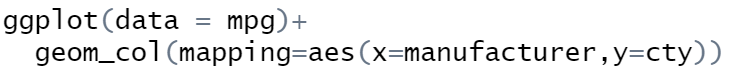 ggplot(data = mpg)+
  geom_col(mapping=aes(x=manufacturer,y=cty))